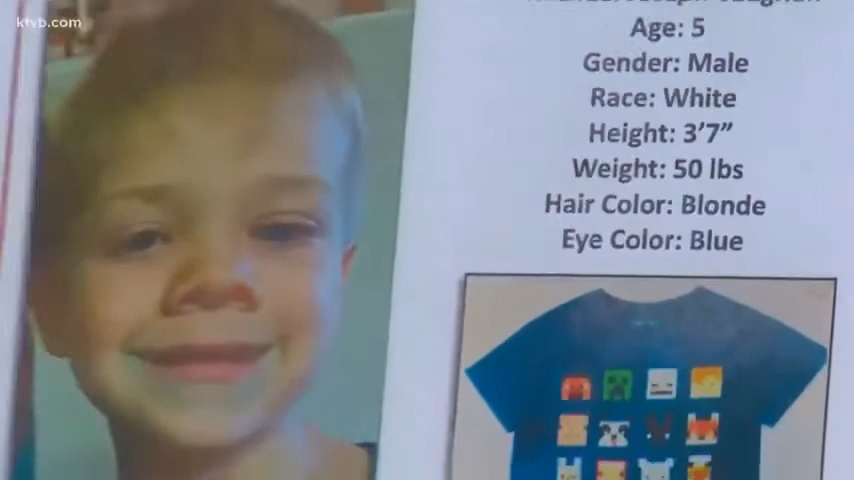 ktvb.com
Age: 5
Gender: Male
Race: White
Height: 3'7"
Weight: 50 lbs
Hair Color: Blonde
Eye Color: Blue